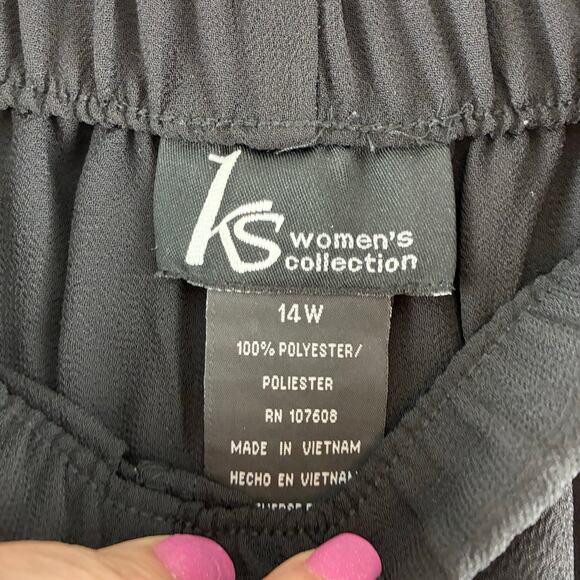 ks women's
collection
14W
100% POLYESTER/
POLIESTER
RN 107608
MADE IN VIETNAM
HECHO EN VIETNAM